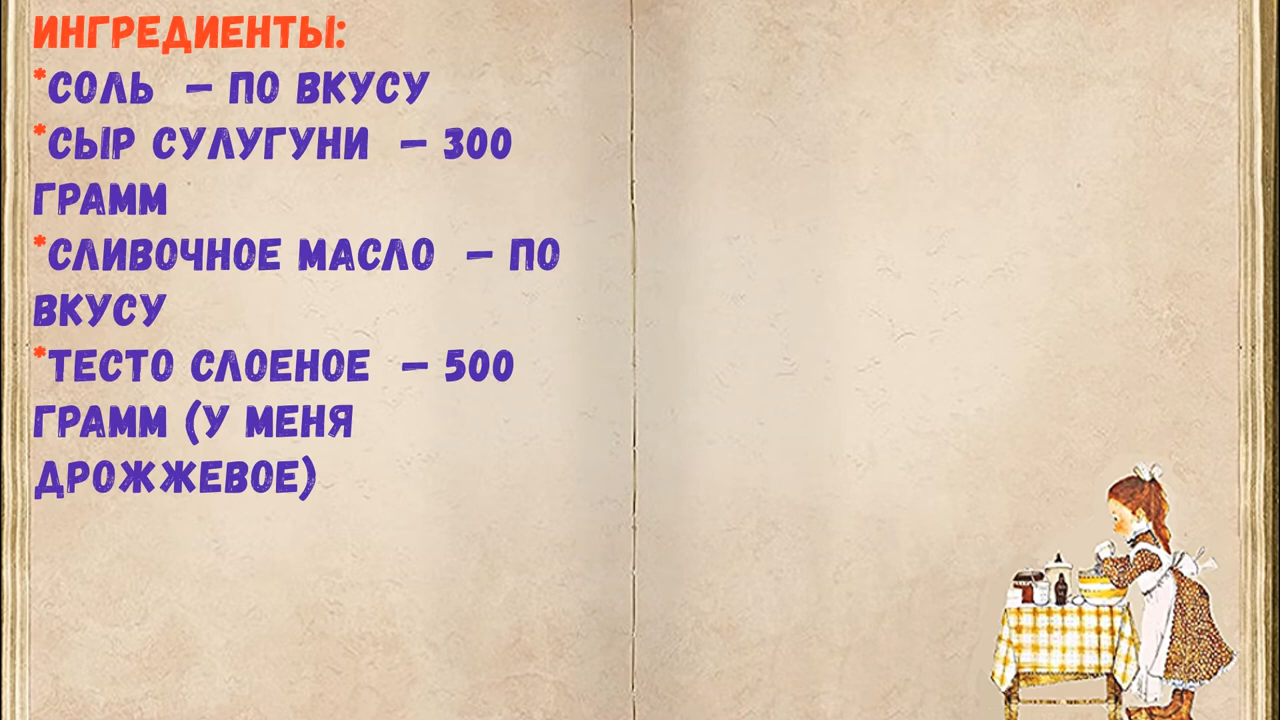 ИНГРЕДИЕНТЫ:
*СОЛЬ – ПО ВКУСУ
*СЫР СУЛУГУНИ – 300
ГРАММ
*СЛИВОЧНОЕ МАСЛО – ПО
ВКУСУ
*ТЕСТО СЛОЕНОЕ – 500
ГРАММ (У МЕНЯ
ДРОЖЖЕВОЕ)